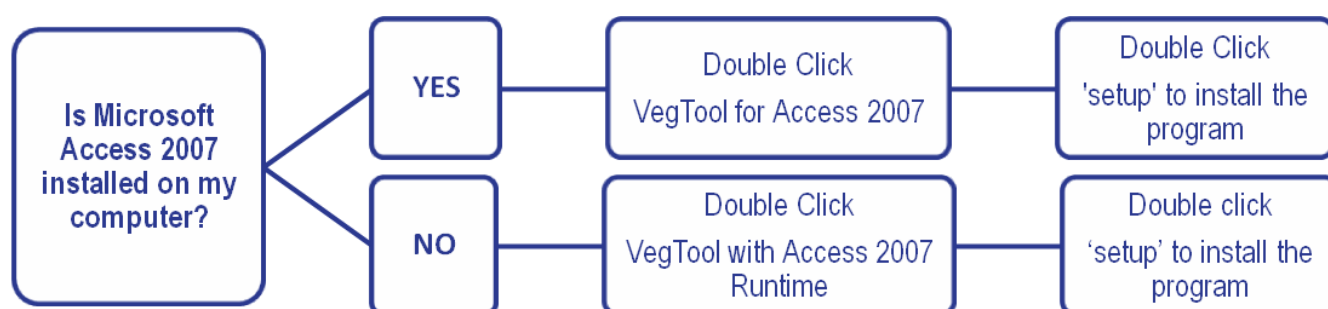 Is Microsoft
Access 2007
installed on my
computer?
YES
Double Click
VegTool for Access 2007
Double Click
'setup' to install the
program
NO
Double Click
VegTool with Access 2007
Runtime
Double click
‘setup’ to install the
program